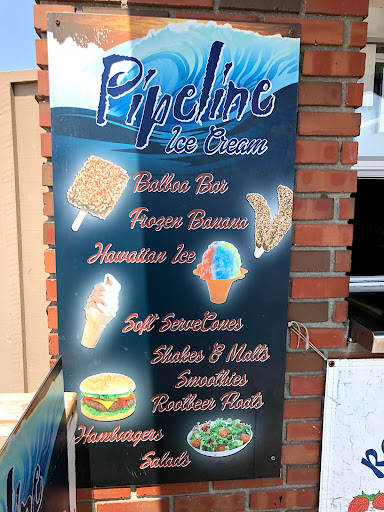 Pipeline
Ice Cream
Balboa Bar
Frozen Banana
Hawaiian Ice
Soft ServeCones
Shakes & Malts
Smoothies
Rootbeer Floats
Hamburgers
Salads